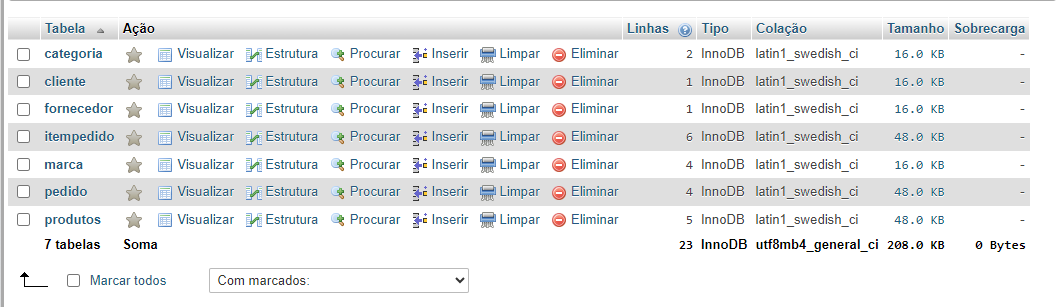 Tabela Ação Linhas Tipo Colação Tamanho Sobrecarga
categoria Visualizar Estrutura Procurar Inserir Limpar Eliminar 2 InnoDB latin1_swedish_ci 16.0 KB -
cliente Visualizar Estrutura Procurar Inserir Limpar Eliminar 1 InnoDB latin1_swedish_ci 16.0 KB -
fornecedor Visualizar Estrutura Procurar Inserir Limpar Eliminar 1 InnoDB latin1_swedish_ci 16.0 KB -
itempedido Visualizar Estrutura Procurar Inserir Limpar Eliminar 6 InnoDB latin1_swedish_ci 48.0 KB -
marca Visualizar Estrutura Procurar Inserir Limpar Eliminar 4 InnoDB latin1_swedish_ci 16.0 KB -
pedido Visualizar Estrutura Procurar Inserir Limpar Eliminar 4 InnoDB latin1_swedish_ci 48.0 KB -
produtos Visualizar Estrutura Procurar Inserir Limpar Eliminar 5 InnoDB latin1_swedish_ci 48.0 KB -
7 tabelas Soma 23 InnoDB utf8mb4_general_ci 208.0 KB 0 Bytes
Marcar todos Com marcados: